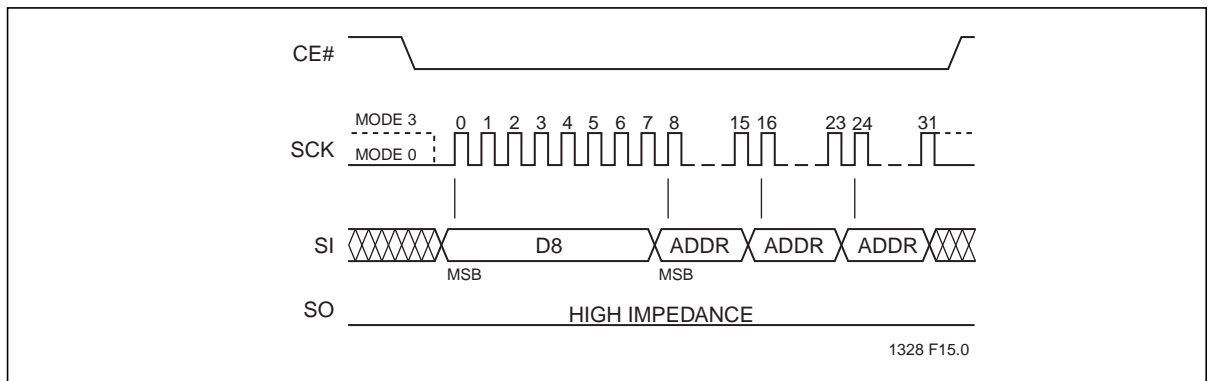 CE#
MODE 3
0 1 2 3 4 5 6 7 8 15 16 23 24 31
SCK
MODE 0
SI
D8 ADDR ADDR ADDR
MSB MSB
SO
HIGH IMPEDANCE
1328 F15.0